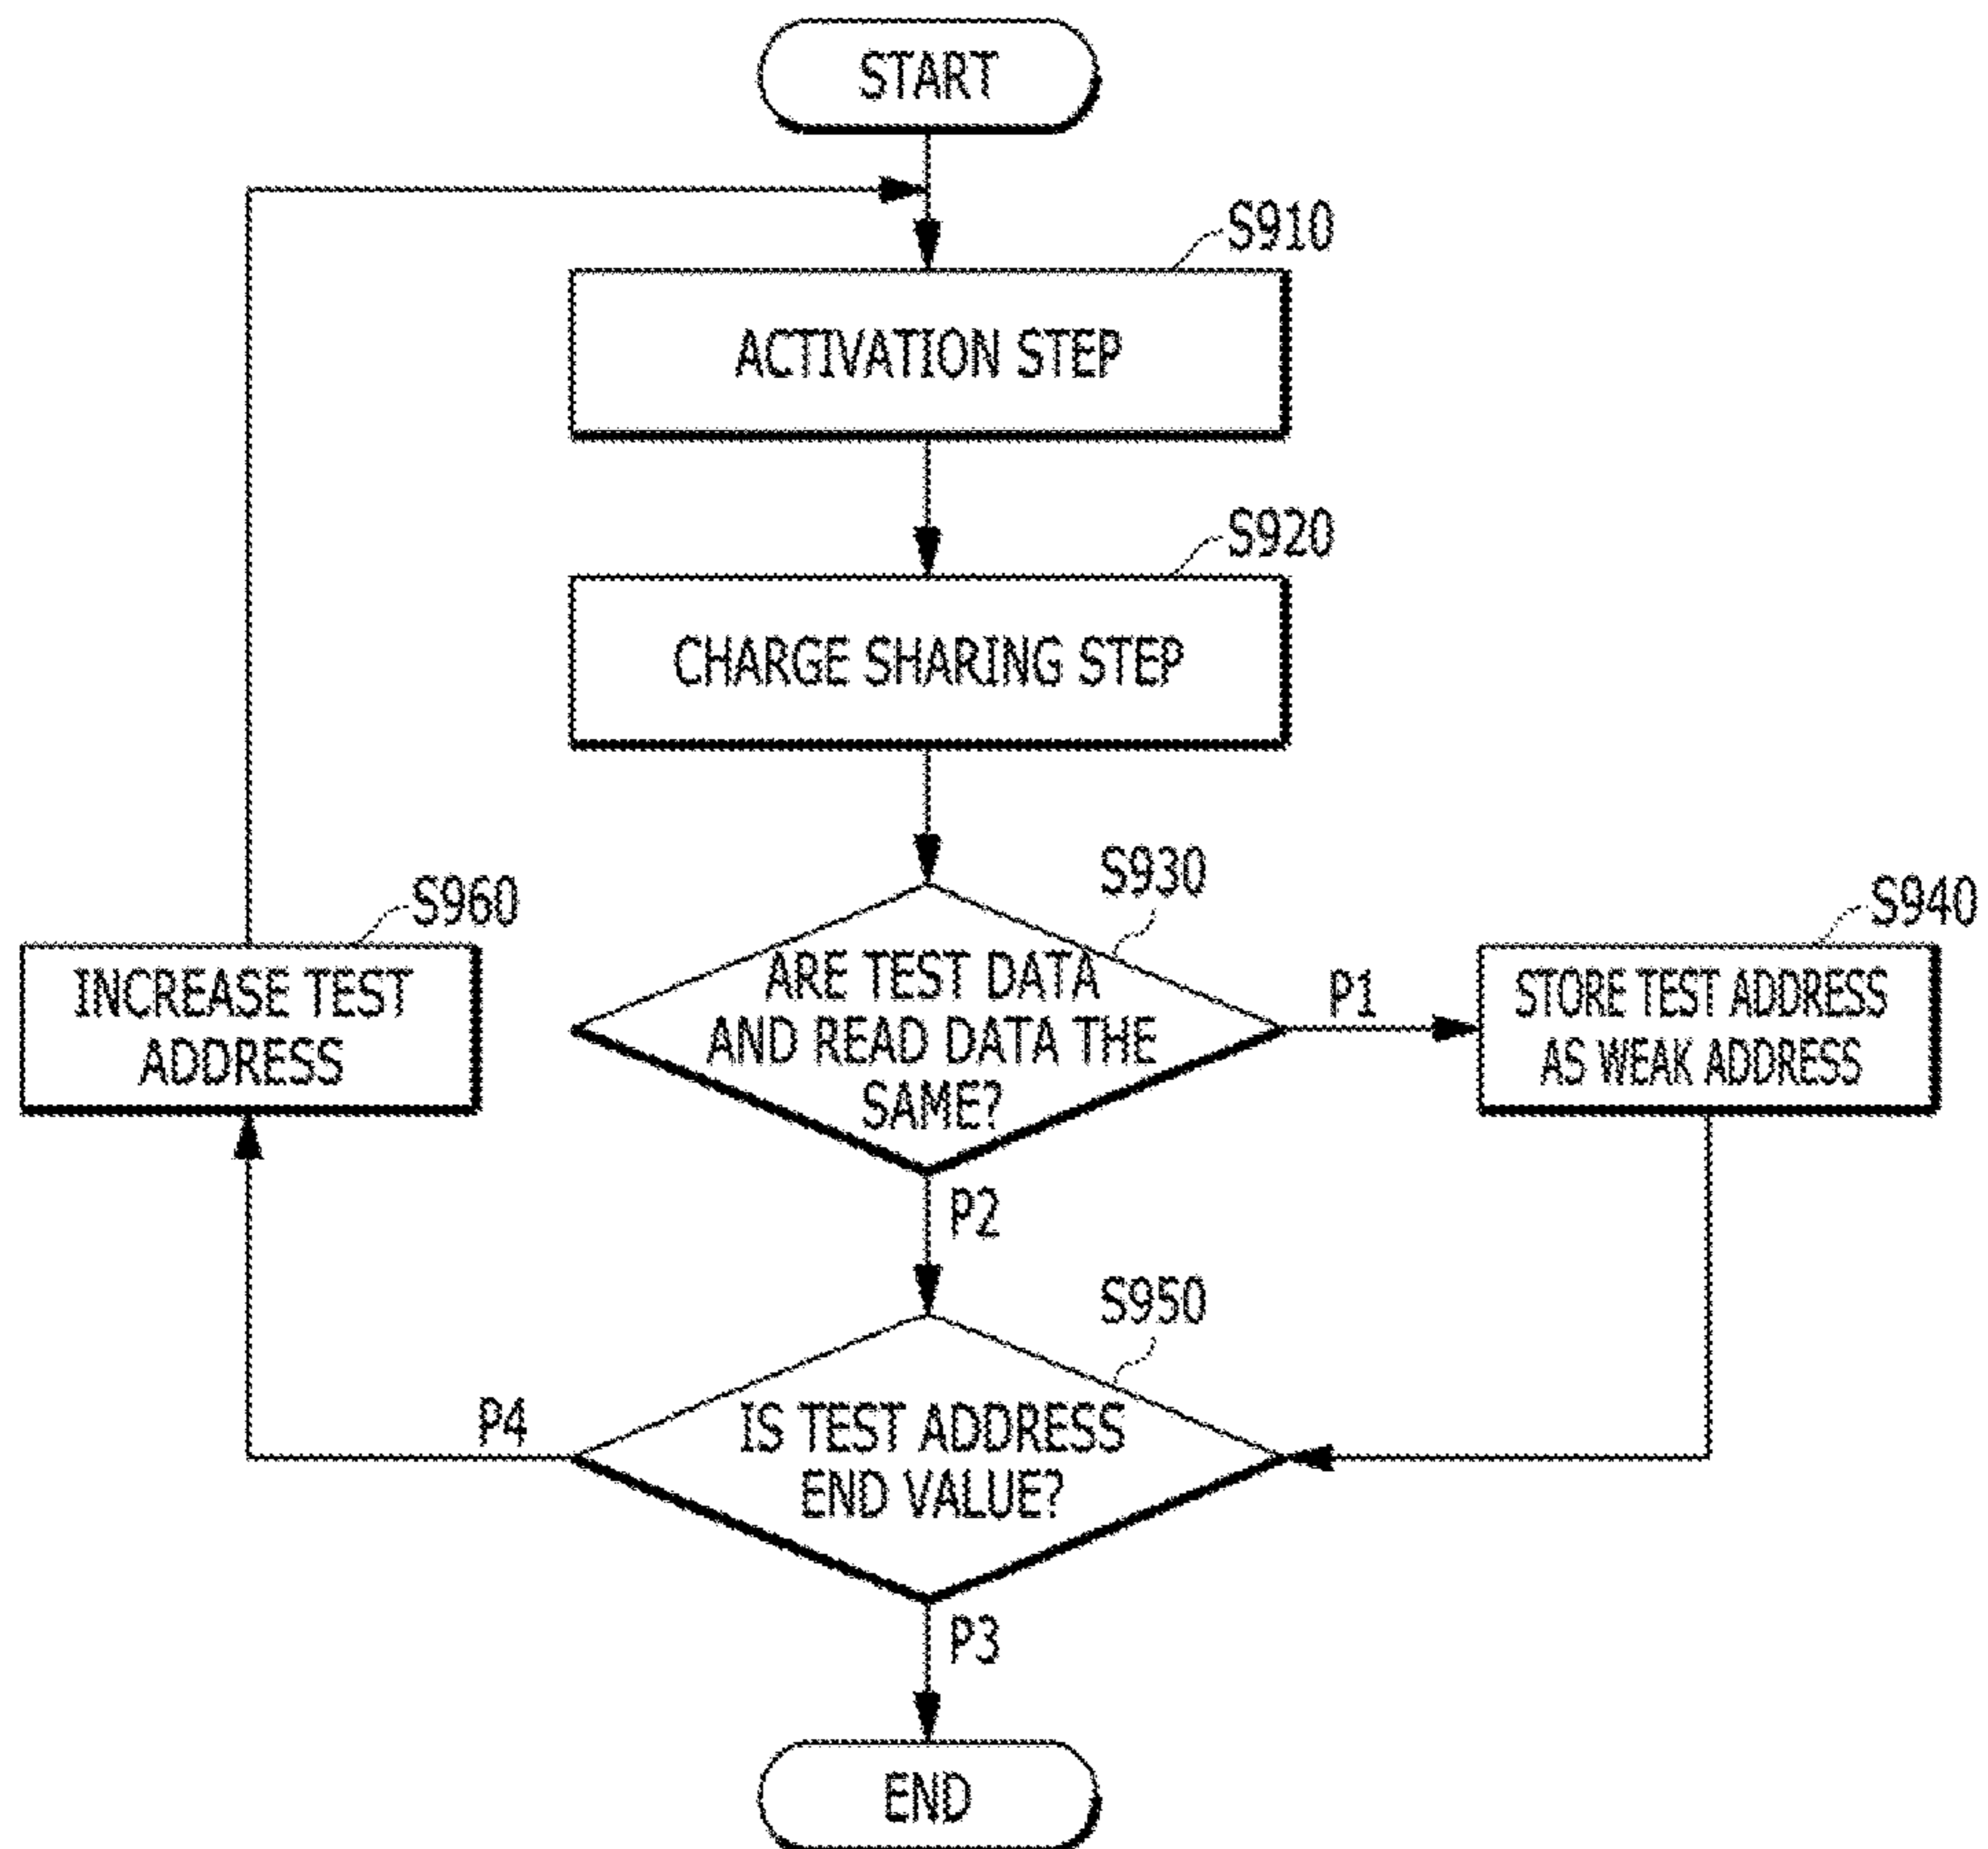 START
S910
ACTIVATION STEP
S920
CHARGE SHARING STEP
S930
ARE TEST DATA
AND READ DATA THE
SAME?
P1
S940
STORE TEST ADDRESS
AS WEAK ADDRESS
S960
INCREASE TEST
ADDRESS
P2
S950
IS TEST ADDRESS
END VALUE?
P4
P3
END